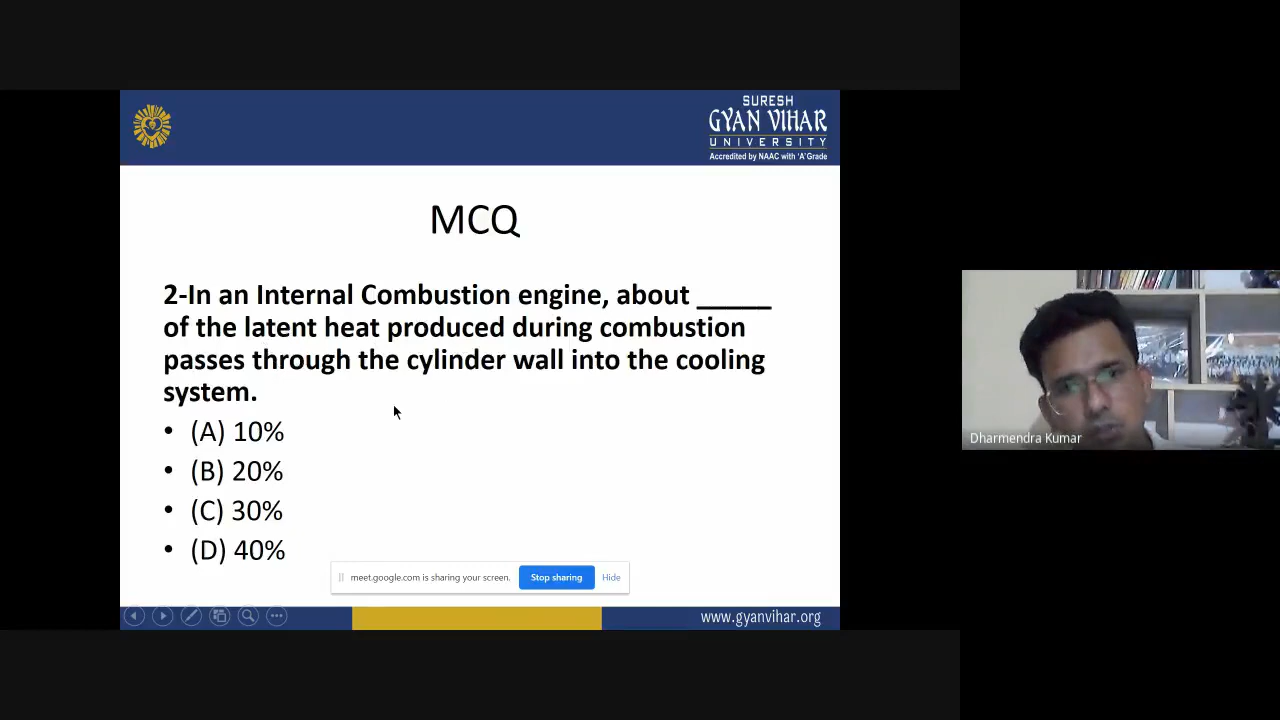 SURESH
GYAN VIHAR
UNIVERSITY
Accredited by NAAC with 'A' Grade
MCQ
2-In an Internal Combustion engine, about _____
of the latent heat produced during combustion
passes through the cylinder wall into the cooling
system.
• (A) 10%
• (B) 20%
• (C) 30%
• (D) 40%
Dharmendra Kumar
meet.google.com is sharing your screen. Stop sharing Hide
www.gyanvihar.org